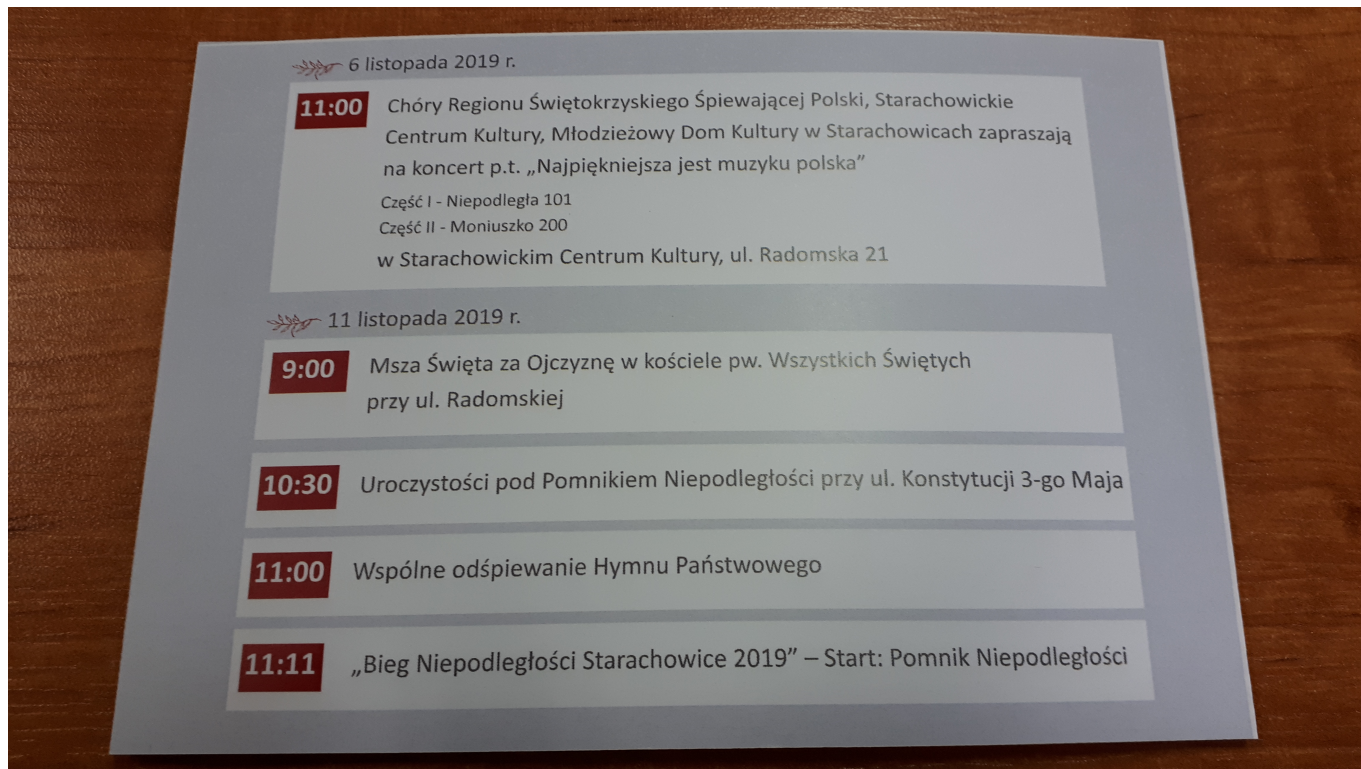 6 listopada 2019 r.
11:00 Chóry Regionu Świętokrzyskiego Śpiewającej Polski, Starachowickie
Centrum Kultury, Młodzieżowy Dom Kultury w Starachowicach zapraszają
na koncert p.t. „Najpiękniejsza jest muzyku polska”
Część I - Niepodległa 101
Część II - Moniuszko 200
w Starachowickim Centrum Kultury, ul. Radomska 21
11 listopada 2019 r.
9:00 Msza Święta za Ojczyznę w kościele pw. Wszystkich Świętych
przy ul. Radomskiej
10:30 Uroczystości pod Pomnikiem Niepodległości przy ul. Konstytucji 3-go Maja
11:00 Wspólne odśpiewanie Hymnu Państwowego
11:11 „Bieg Niepodległości Starachowice 2019” – Start: Pomnik Niepodległości